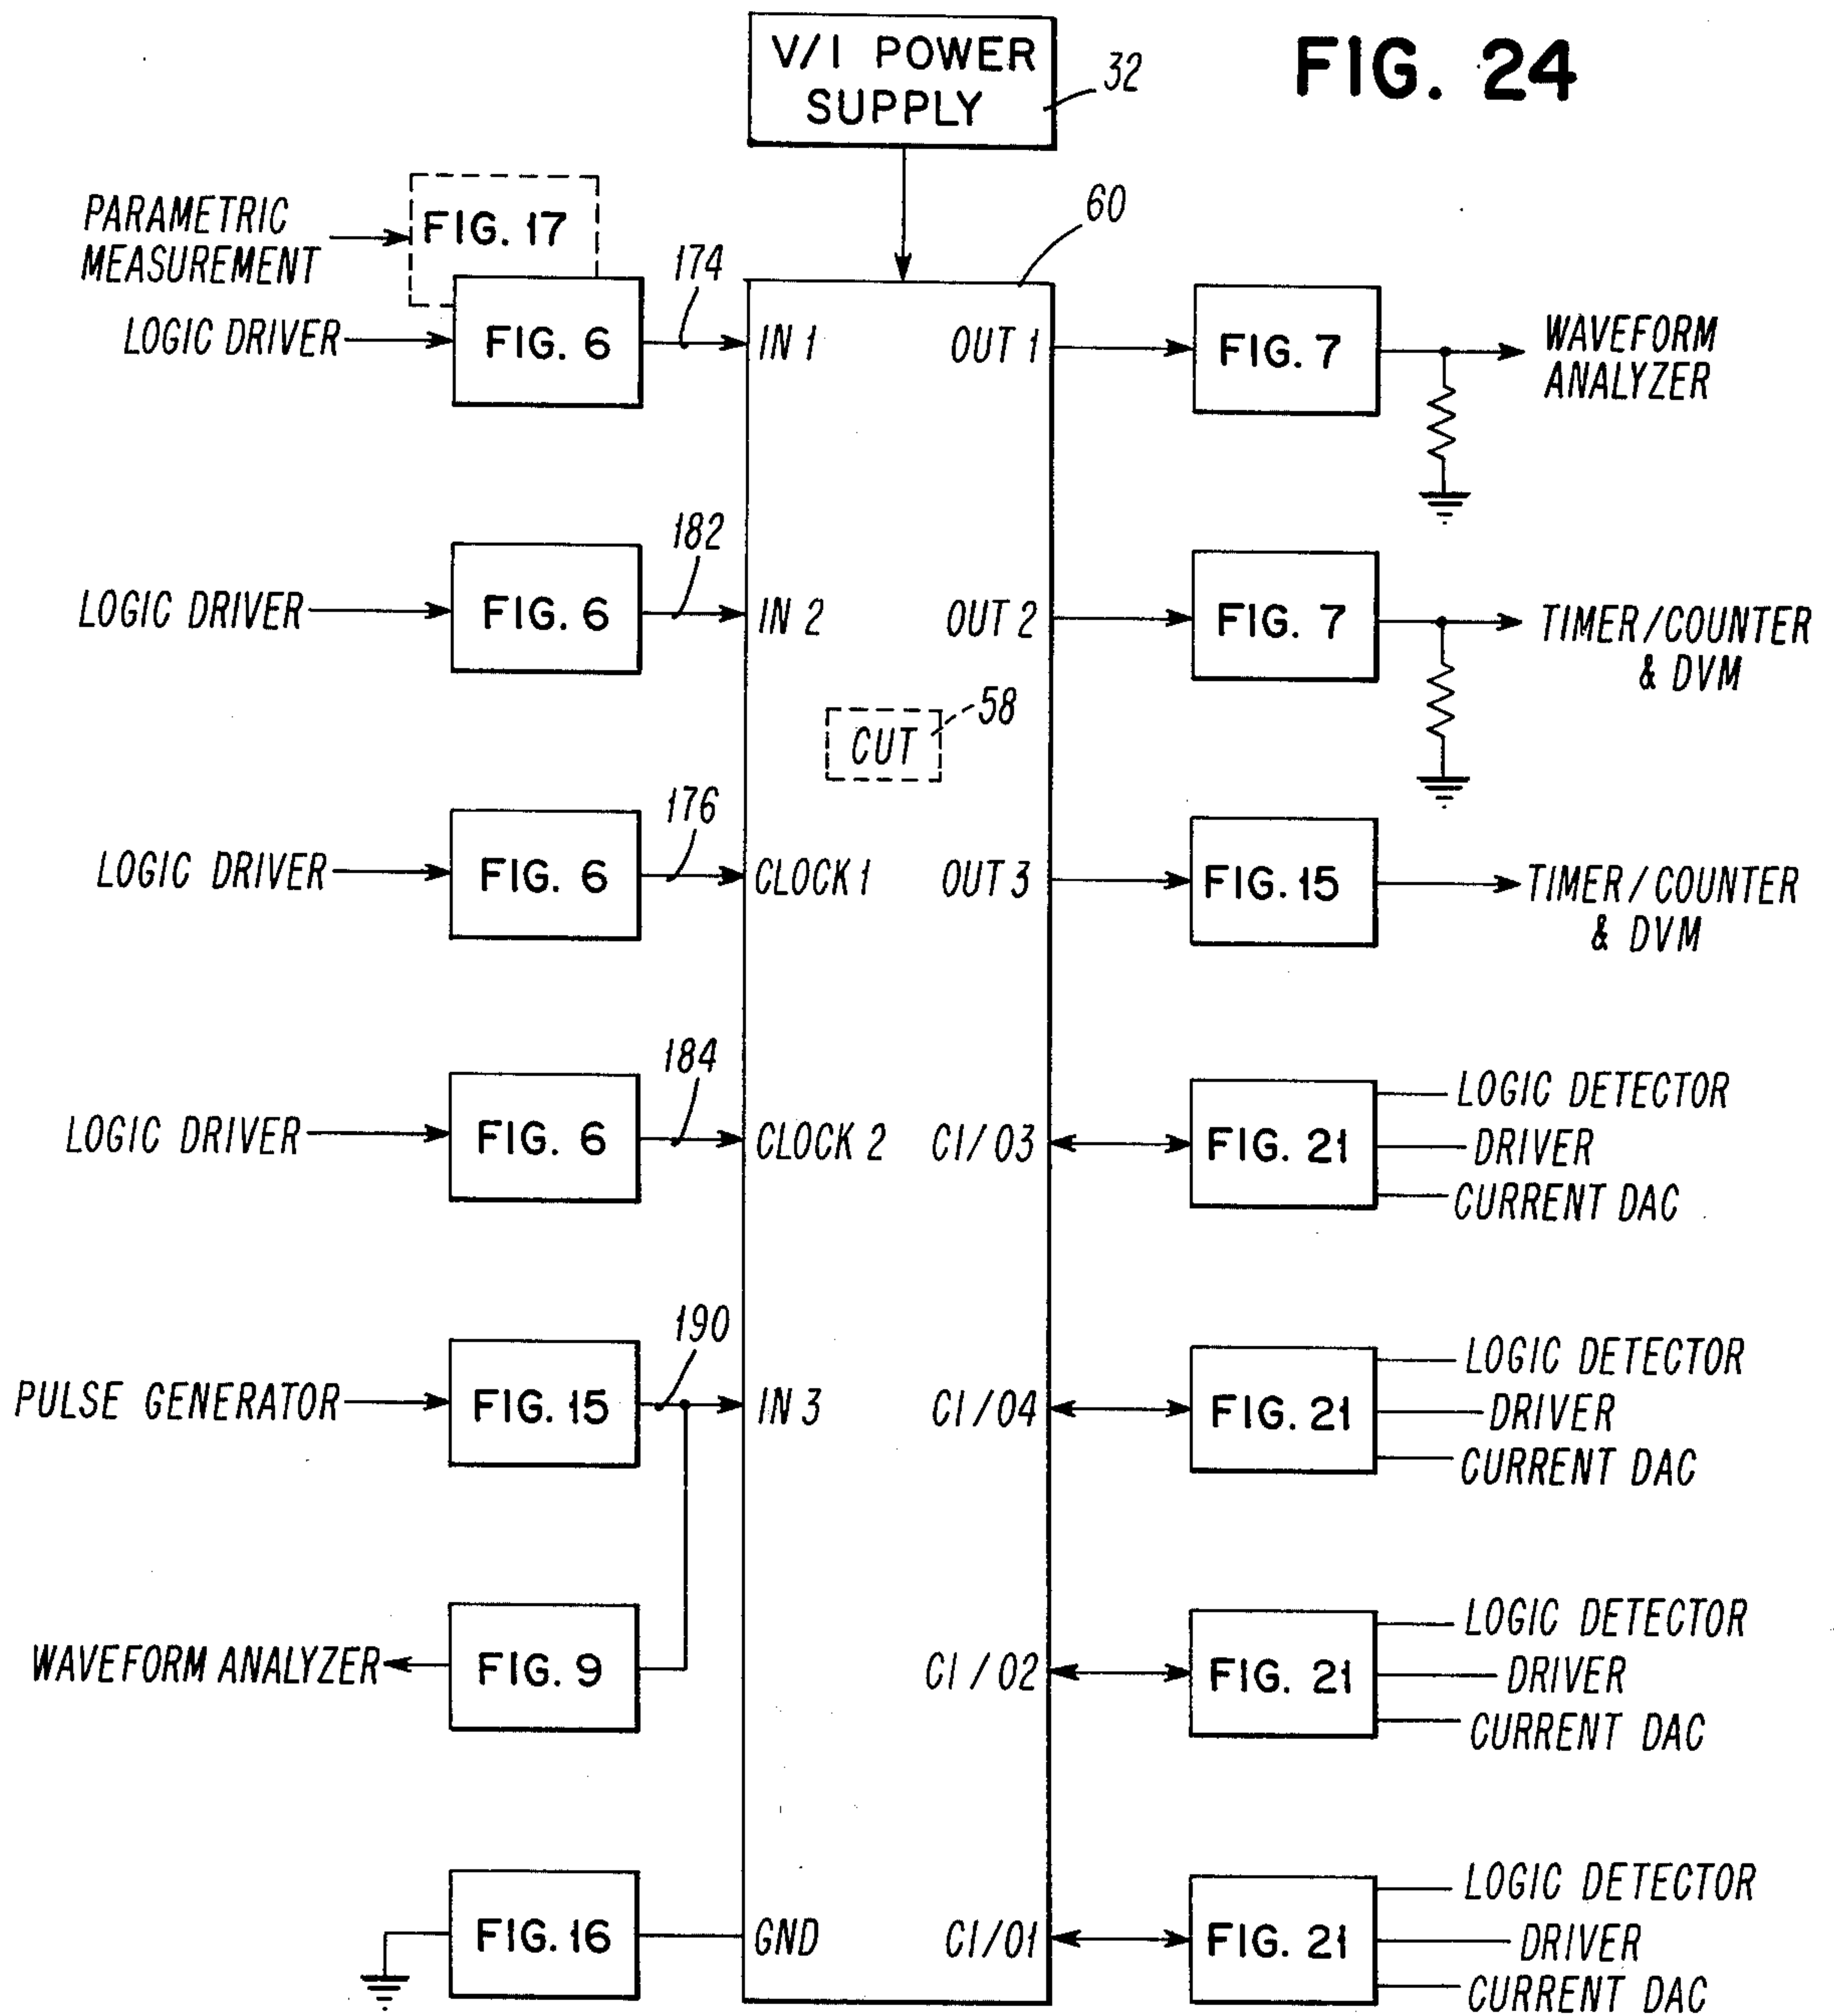 V/I POWER
SUPPLY
32
FIG. 24
PARAMETRIC
MEASUREMENT
FIG. 17
60
LOGIC DRIVER
FIG. 6
174
IN 1
OUT 1
FIG. 7
WAVEFORM
ANALYZER
LOGIC DRIVER
FIG. 6
182
IN 2
OUT 2
FIG. 7
TIMER/COUNTER
& DVM
CUT
58
LOGIC DRIVER
FIG. 6
176
CLOCK 1
OUT 3
FIG. 15
TIMER/COUNTER
& DVM
LOGIC DRIVER
FIG. 6
184
CLOCK 2
CI/O3
FIG. 21
LOGIC DETECTOR
DRIVER
CURRENT DAC
PULSE GENERATOR
FIG. 15
190
IN 3
CI/O4
FIG. 21
LOGIC DETECTOR
DRIVER
CURRENT DAC
WAVEFORM ANALYZER
FIG. 9
CI/O2
FIG. 21
LOGIC DETECTOR
DRIVER
CURRENT DAC
FIG. 16
GND
CI/O1
FIG. 21
LOGIC DETECTOR
DRIVER
CURRENT DAC